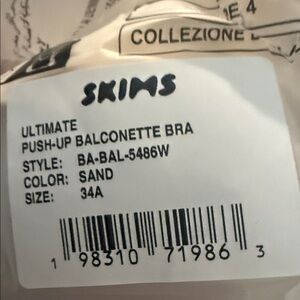 4
COLLEZIONE
SKIMS
ULTIMATE
PUSH-UP BALCONETTE BRA
STYLE: BA-BAL-5486W
COLOR: SAND
SIZE: 34A
1 98310 71986 3